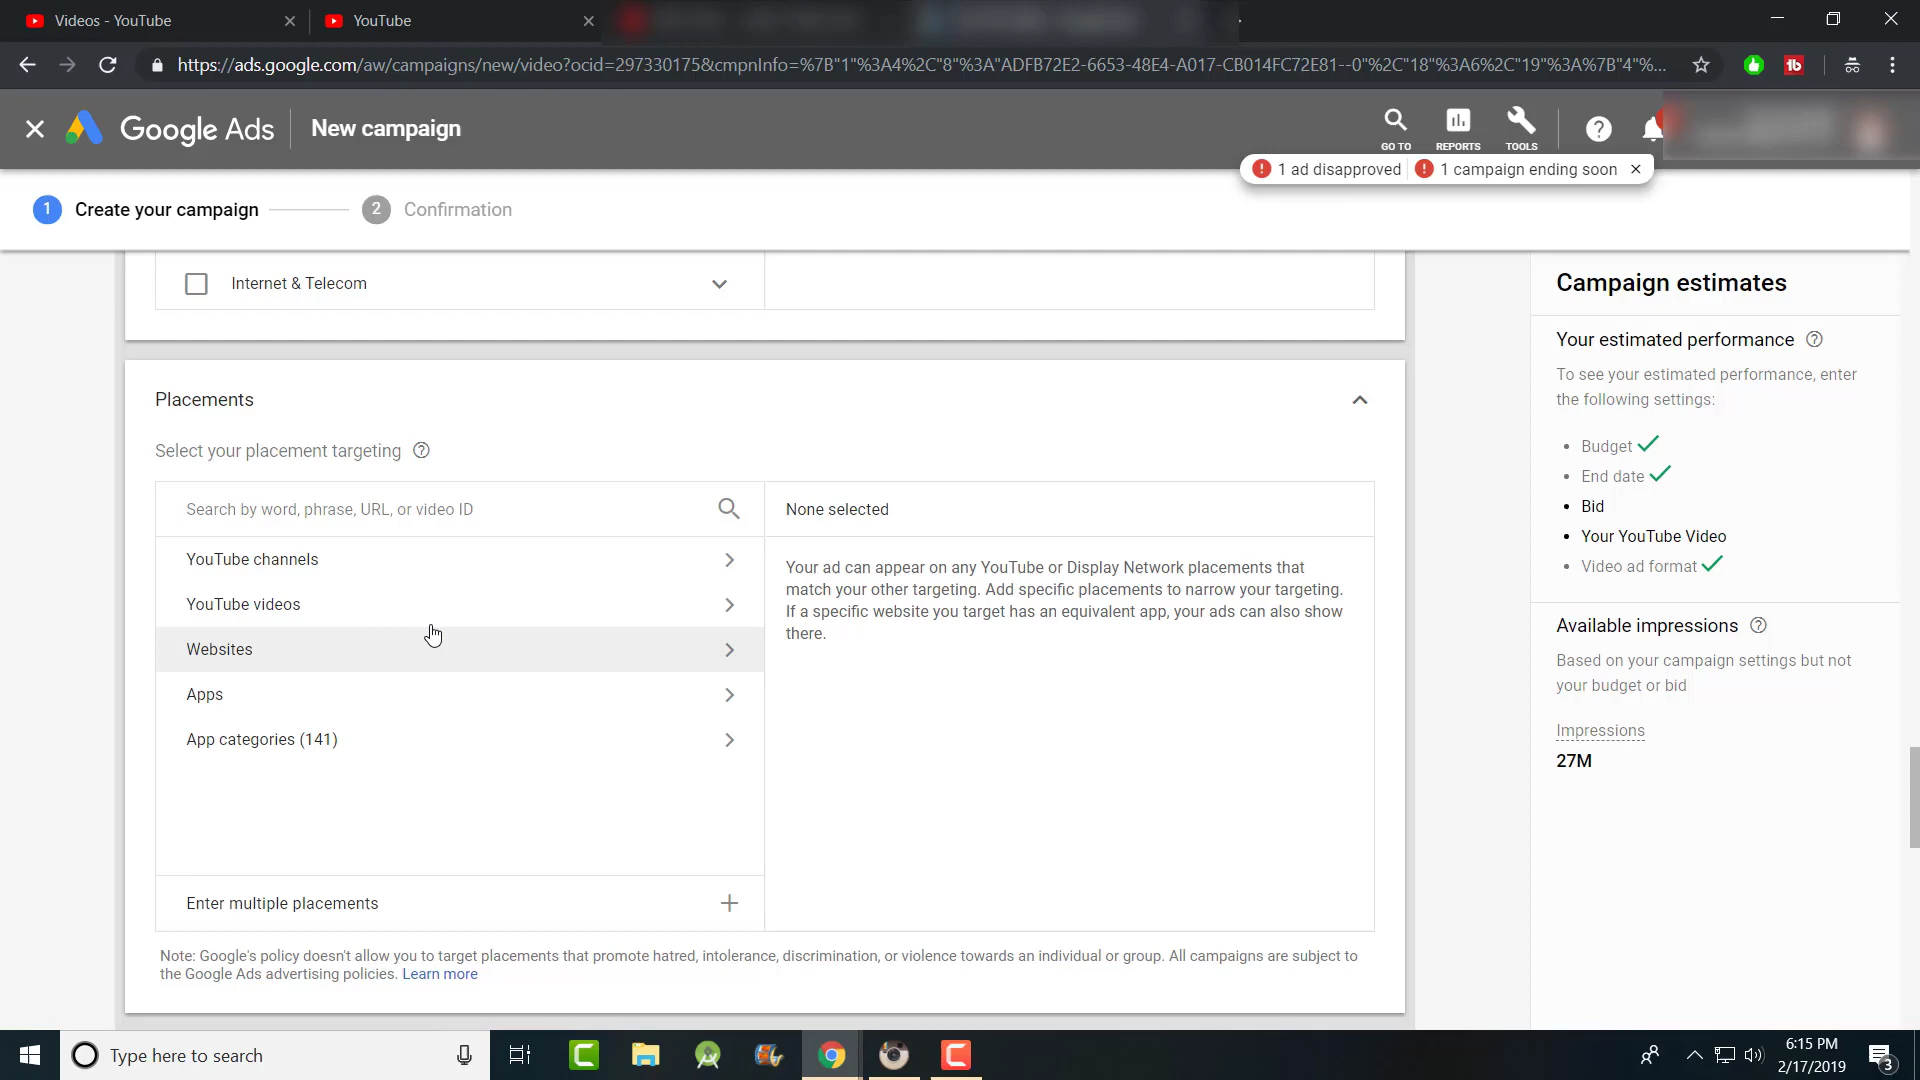 Videos - YouTube
YouTube
https://ads.google.com/aw/campaigns/new/video?ocid=297330175&cmpnInfo=%7B"1"%3A4%2C"8"%3A"ADFB72E2-6653-48E4-A017-CB014FC72E81--0"%2C"18"%3A6%2C"19"%3A%7B"4"%...
tb
Google Ads
New campaign
GO TO
REPORTS
TOOLS
1 ad disapproved
1 campaign ending soon
1 Create your campaign
2 Confirmation
Internet & Telecom
Placements
Select your placement targeting
Search by word, phrase, URL, or video ID
YouTube channels
YouTube videos
Websites
Apps
App categories (141)
Enter multiple placements
None selected
Your ad can appear on any YouTube or Display Network placements that
match your other targeting. Add specific placements to narrow your targeting.
If a specific website you target has an equivalent app, your ads can also show
there.
Note: Google's policy doesn't allow you to target placements that promote hatred, intolerance, discrimination, or violence towards an individual or group. All campaigns are subject to
the Google Ads advertising policies. Learn more
Campaign estimates
Your estimated performance
To see your estimated performance, enter
the following settings:
• Budget
• End date
• Bid
• Your YouTube Video
• Video ad format
Available impressions
Based on your campaign settings but not
your budget or bid
Impressions
27M
Type here to search
6:15 PM
2/17/2019
3